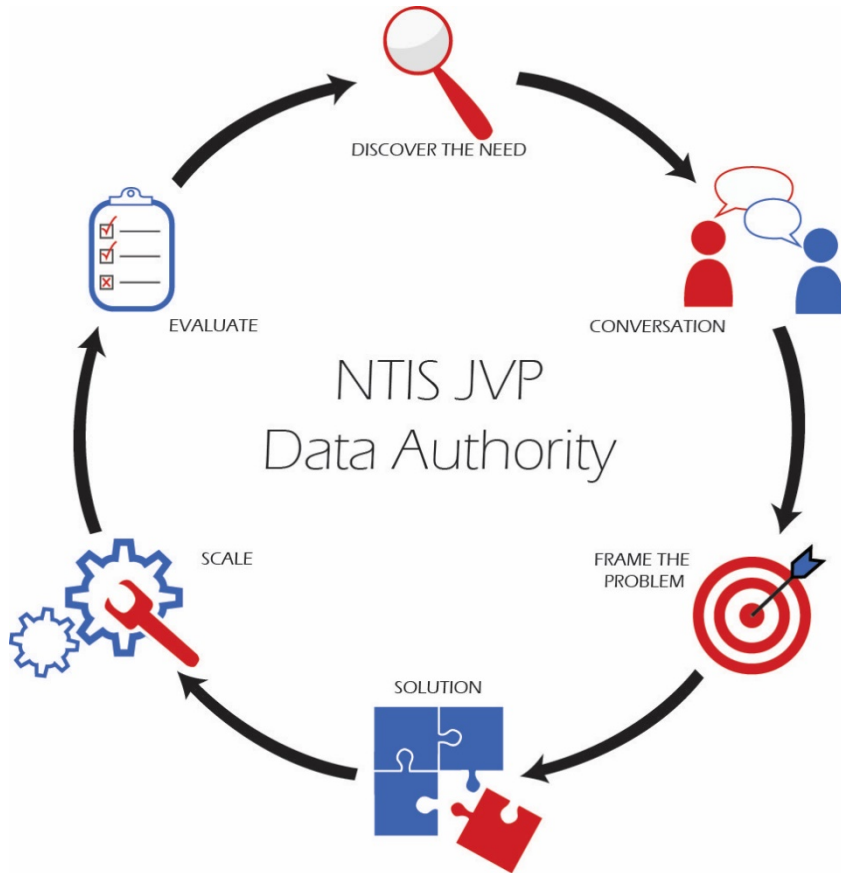 DISCOVER THE NEED
CONVERSATION
FRAME THE
PROBLEM
SOLUTION
SCALE
EVALUATE
NTIS JVP
Data Authority